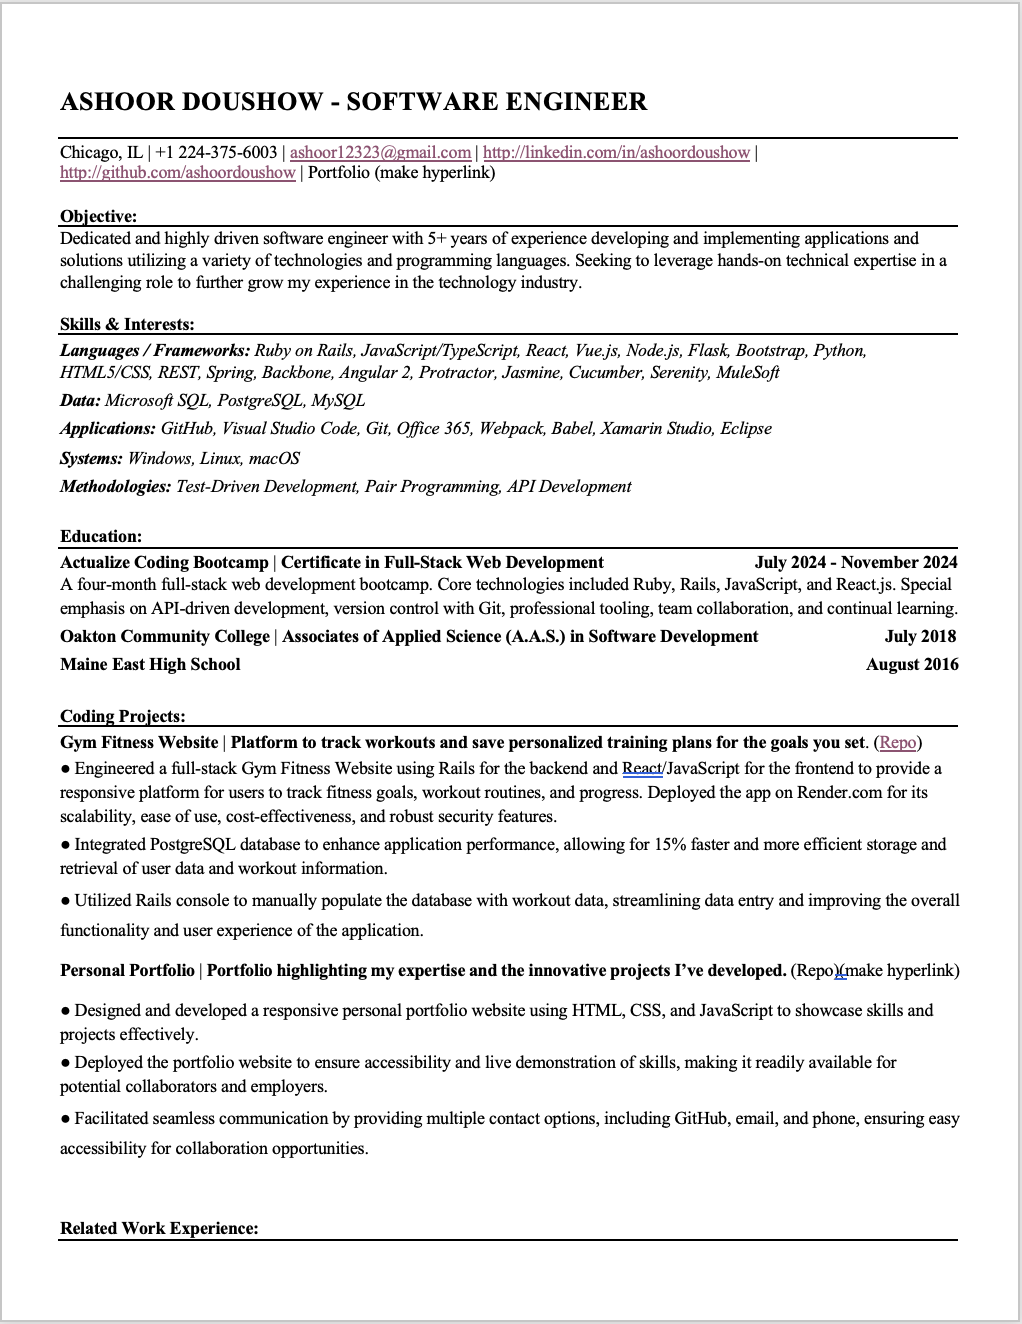 ASHOOR DOUSHOW - SOFTWARE ENGINEER
Chicago, IL | +1 224-375-6003 | ashoor12323@gmail.com | http://linkedin.com/in/ashoordoushow |
http://github.com/ashoordoushow | Portfolio (make hyperlink)
Objective:
Dedicated and highly driven software engineer with 5+ years of experience developing and implementing applications and
solutions utilizing a variety of technologies and programming languages. Seeking to leverage hands-on technical expertise in a
challenging role to further grow my experience in the technology industry.
Skills & Interests:
Languages / Frameworks: Ruby on Rails, JavaScript/TypeScript, React, Vue.js, Node.js, Flask, Bootstrap, Python,
HTML5/CSS, REST, Spring, Backbone, Angular 2, Protractor, Jasmine, Cucumber, Serenity, MuleSoft
Data: Microsoft SQL, PostgreSQL, MySQL
Applications: GitHub, Visual Studio Code, Git, Office 365, Webpack, Babel, Xamarin Studio, Eclipse
Systems: Windows, Linux, macOS
Methodologies: Test-Driven Development, Pair Programming, API Development
Education:
Actualize Coding Bootcamp | Certificate in Full-Stack Web Development July 2024 - November 2024
A four-month full-stack web development bootcamp. Core technologies included Ruby, Rails, JavaScript, and React.js. Special
emphasis on API-driven development, version control with Git, professional tooling, team collaboration, and continual learning.
Oakton Community College | Associates of Applied Science (A.A.S.) in Software Development July 2018
Maine East High School August 2016
Coding Projects:
Gym Fitness Website | Platform to track workouts and save personalized training plans for the goals you set. (Repo)
● Engineered a full-stack Gym Fitness Website using Rails for the backend and React/JavaScript for the frontend to provide a
responsive platform for users to track fitness goals, workout routines, and progress. Deployed the app on Render.com for its
scalability, ease of use, cost-effectiveness, and robust security features.
● Integrated PostgreSQL database to enhance application performance, allowing for 15% faster and more efficient storage and
retrieval of user data and workout information.
● Utilized Rails console to manually populate the database with workout data, streamlining data entry and improving the overall
functionality and user experience of the application.
Personal Portfolio | Portfolio highlighting my expertise and the innovative projects I’ve developed. (Repo)(make hyperlink)
● Designed and developed a responsive personal portfolio website using HTML, CSS, and JavaScript to showcase skills and
projects effectively.
● Deployed the portfolio website to ensure accessibility and live demonstration of skills, making it readily available for
potential collaborators and employers.
● Facilitated seamless communication by providing multiple contact options, including GitHub, email, and phone, ensuring easy
accessibility for collaboration opportunities.
Related Work Experience: